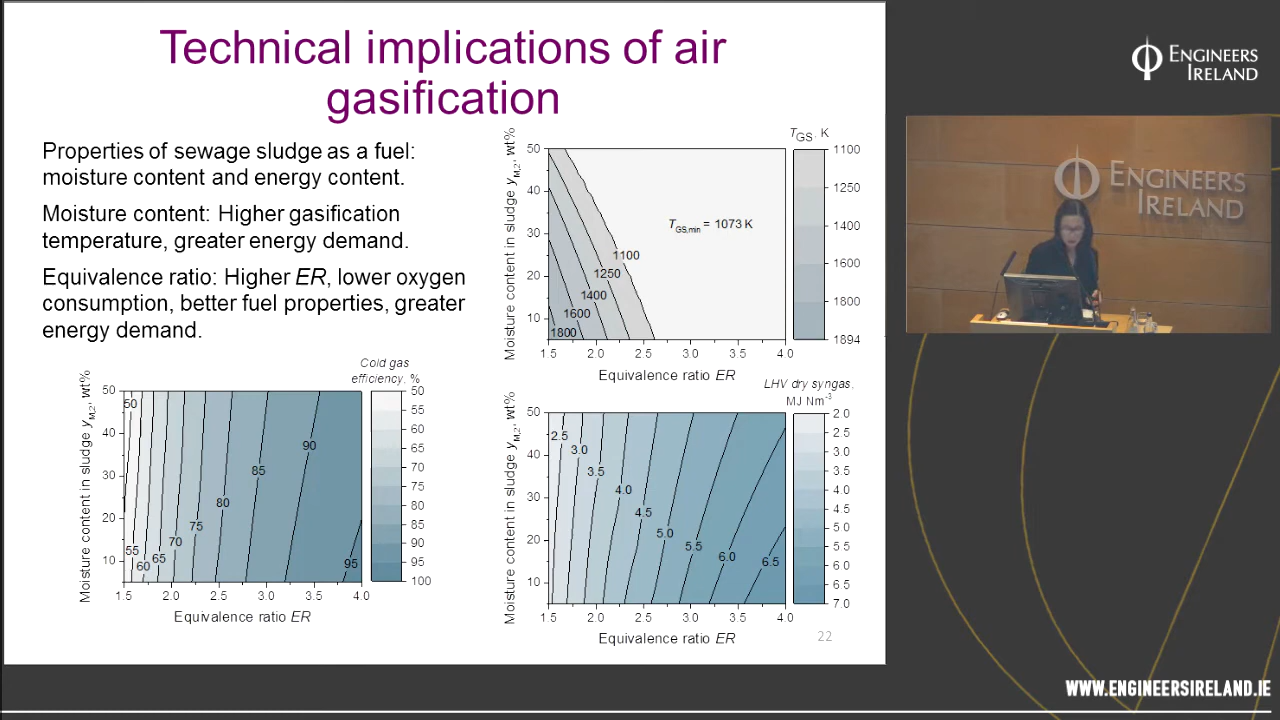 Technical implications of air
gasification
Properties of sewage sludge as a fuel:
moisture content and energy content.
Moisture content: Higher gasification
temperature, greater energy demand.
Equivalence ratio: Higher ER, lower oxygen
consumption, better fuel properties, greater
energy demand.
TGS, K
Moisture content in sludge yM,2, wt%
50
40
30
20
10
TGS,min = 1073 K
1100
1250
1400
1600
1800
1100
1250
1400
1600
1800
1894
1.5 2.0 2.5 3.0 3.5 4.0
Equivalence ratio ER
Cold gas
efficiency, %
Moisture content in sludge yM,2, wt%
50
40
30
20
10
50
55
60
65
70
75
80
85
90
95
50
55
60
65
70
75
80
85
90
95
100
1.5 2.0 2.5 3.0 3.5 4.0
Equivalence ratio ER
LHV dry syngas,
MJ Nm-3
Moisture content in sludge yM,2, wt%
50
40
30
20
10
2.5
3.0
3.5
4.0
4.5
5.0
5.5
6.0
6.5
2.0
2.5
3.0
3.5
4.0
4.5
5.0
5.5
6.0
6.5
7.0
1.5 2.0 2.5 3.0 3.5 4.0
Equivalence ratio ER
22
ENGINEERS
IRELAND
ENGINEERS
IRELAND
WWW.ENGINEERSIRELAND.IE